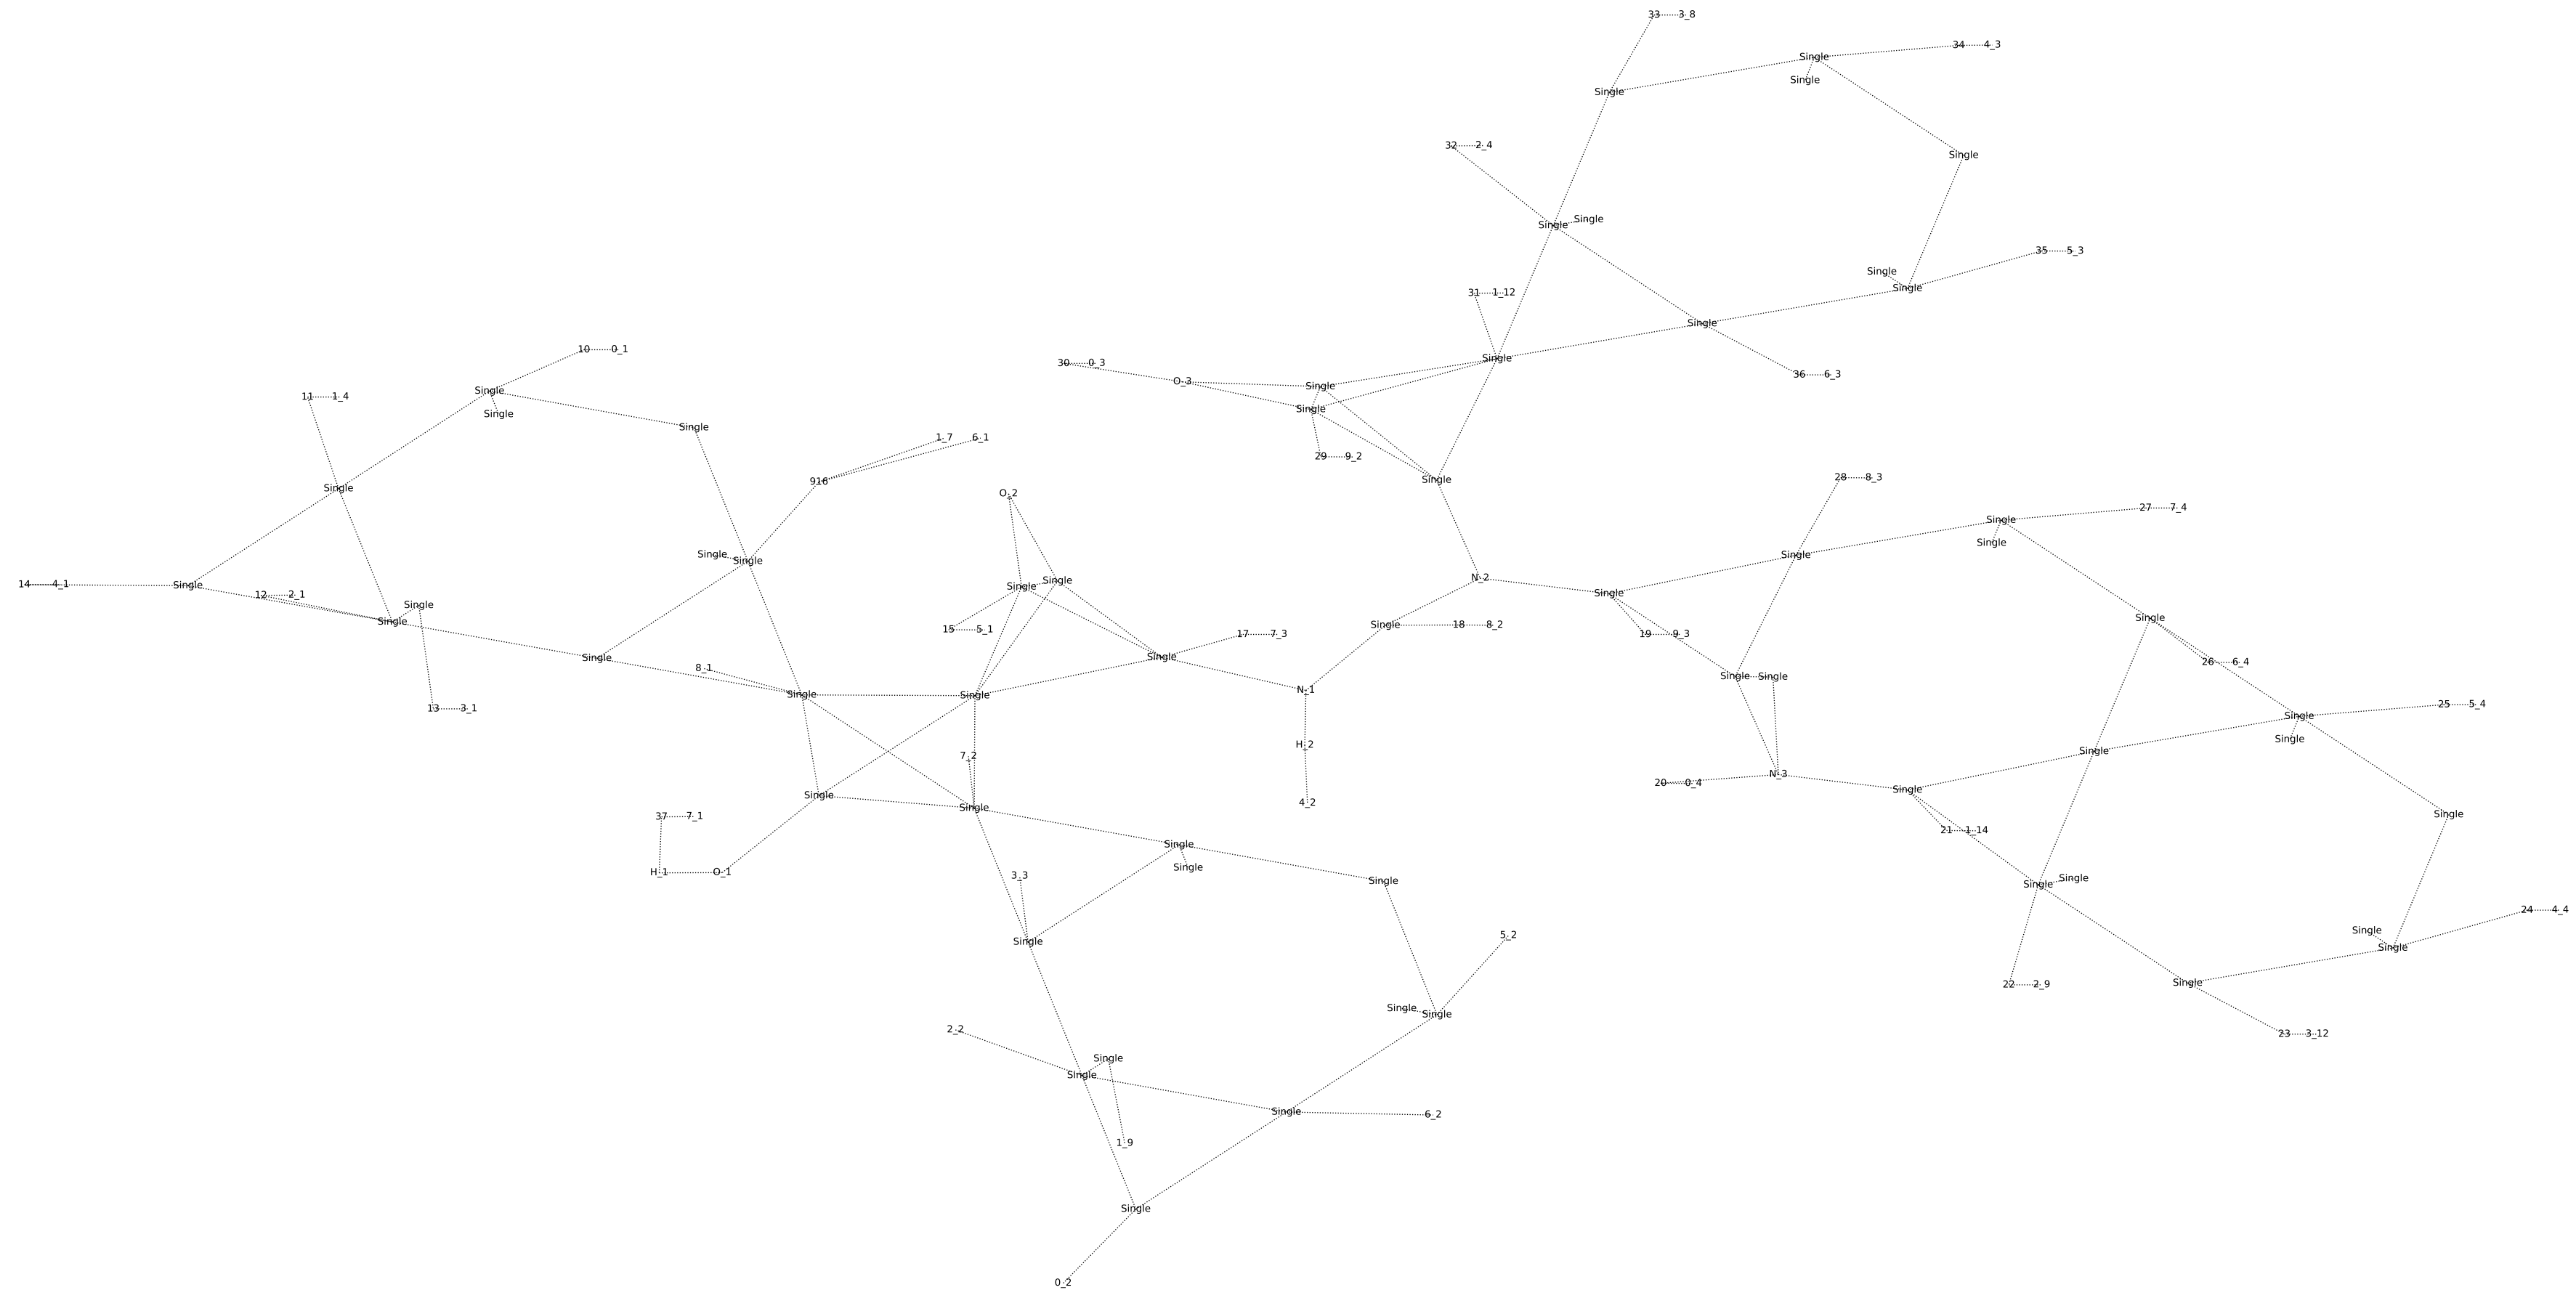 33 3_8
34 4_3
Single
Single
Single
32 2_4
Single
Single
Single
35 5_3
Single
Single
31 1_12
Single
10 0_1
Single
30 0_3
36 6_3
O_3
Single
Single
11 1_4
Single
Single
Single
1_7 6_1
29 9_2
28 8_3
Single
916
Single
O_2
27 7_4
Single
Single
Single
Single
Single
N_2
Single
Single
14 4_1
Single
Single
12 2_1
Single
Single
Single
Single
18 8_2
15 5_1
17 7_3
19 9_3
Single
Single
26 6_4
8_1
Single
Single
N_1
Single
Single
25 5_4
13 3_1
Single
Single
H_2
Single
7_2
N_3
20 0_4
Single
Single
4_2
Single
Single
37 7_1
21 1_14
Single
Single
H_1
O_1
3_3
Single
Single
Single
24 4_4
Single
5_2
Single
Single
22 2_9
Single
Single
Single
2_2
23 3_12
Single
Single
Single
6_2
1_9
Single
0_2